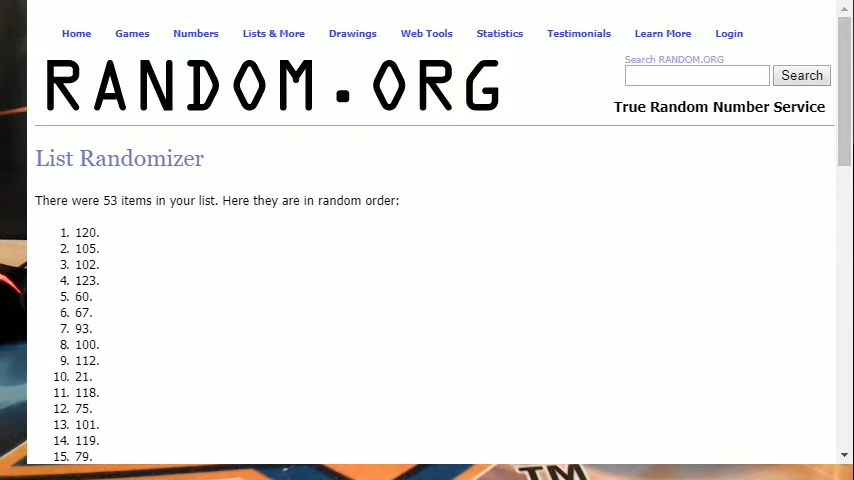 Home Games Numbers Lists & More Drawings Web Tools Statistics Testimonials Learn More Login
RANDOM.ORG
Search RANDOM.ORG
Search
True Random Number Service
List Randomizer
There were 53 items in your list. Here they are in random order:
1. 120.
2. 105.
3. 102.
4. 123.
5. 60.
6. 67.
7. 93.
8. 100.
9. 112.
10. 21.
11. 118.
12. 75.
13. 101.
14. 119.
15. 79.
TM